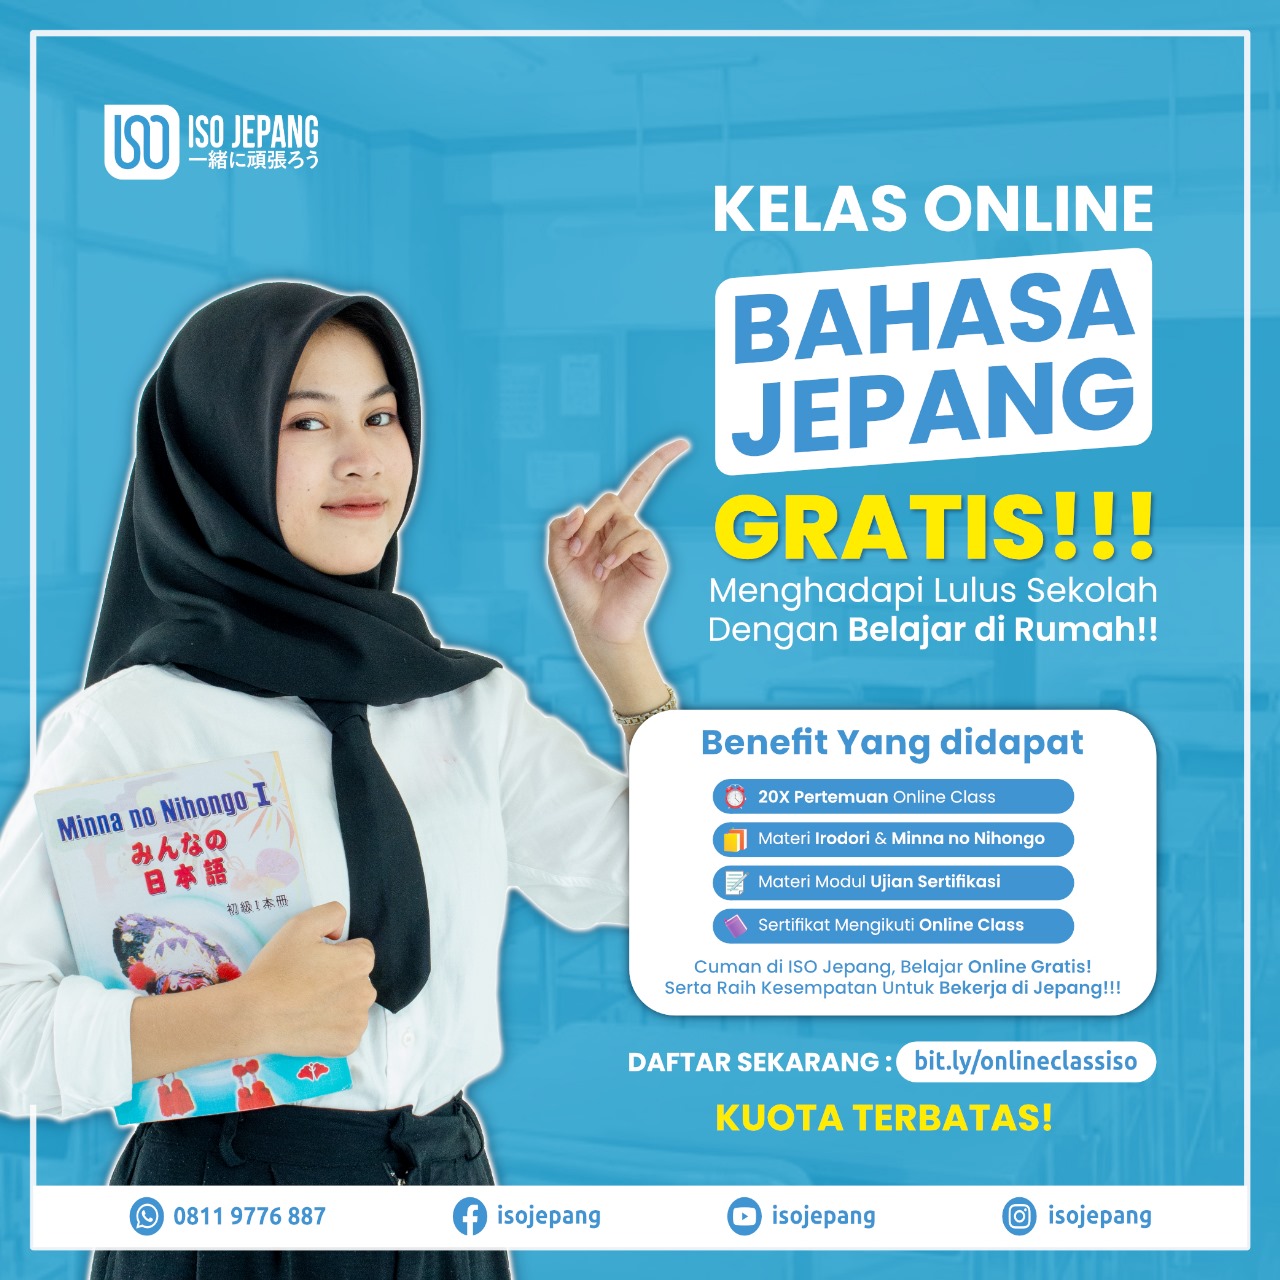 ISO JEPANG
一緒に頑張ろう
KELAS ONLINE
BAHASA
JEPANG
GRATIS!!!
Menghadapi Lulus Sekolah
Dengan Belajar di Rumah!!
Minna no Nihongo I
みんなの
日本語
初級I本冊
Benefit Yang didapat
20X Pertemuan Online Class
Materi Irodori & Minna no Nihongo
Materi Modul Ujian Sertifikasi
Sertifikat Mengikuti Online Class
Cuman di ISO Jepang, Belajar Online Gratis!
Serta Raih Kesempatan Untuk Bekerja di Jepang!!!
DAFTAR SEKARANG : bit.ly/onlineclassiso
KUOTA TERBATAS!
0811 9776 887
isojepang
isojepang
isojepang